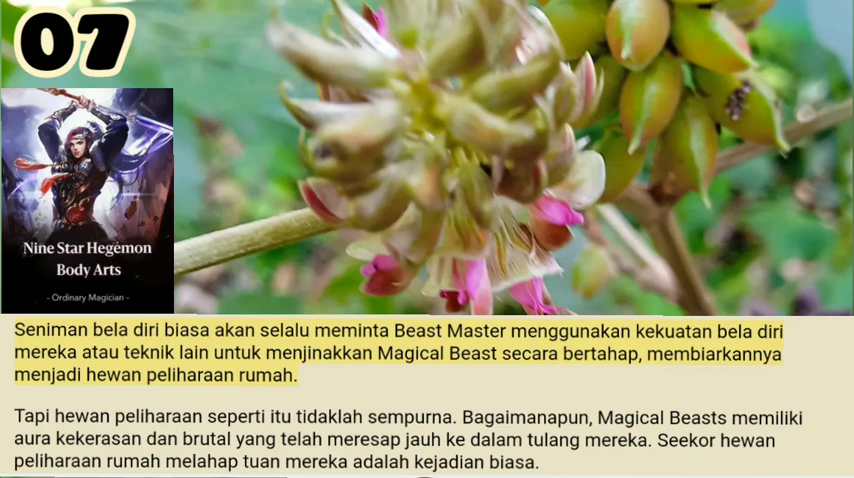 07
Nine Star Hegemon
Body Arts
- Ordinary Magician -
Seniman bela diri biasa akan selalu meminta Beast Master menggunakan kekuatan bela diri
mereka atau teknik lain untuk menjinakkan Magical Beast secara bertahap, membiarkannya
menjadi hewan peliharaan rumah.
Tapi hewan peliharaan seperti itu tidaklah sempurna. Bagaimanapun, Magical Beasts memiliki
aura kekerasan dan brutal yang telah meresap jauh ke dalam tulang mereka. Seekor hewan
peliharaan rumah melahap tuan mereka adalah kejadian biasa.